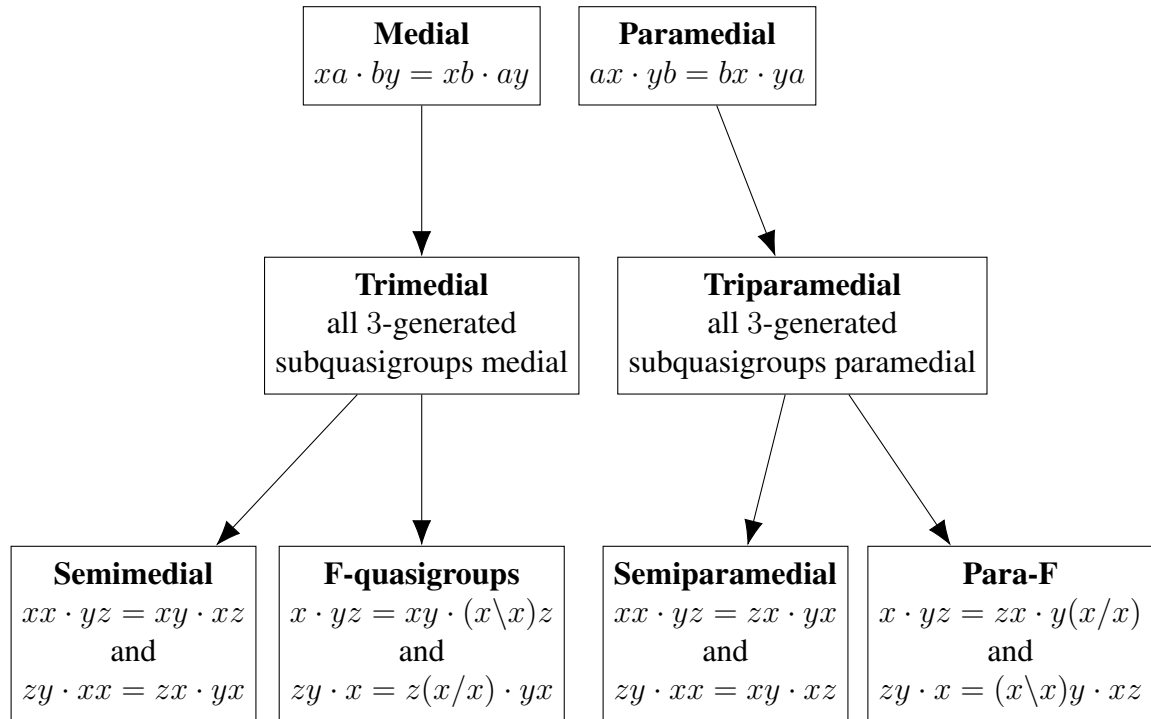 Medial
xa · by = xb · ay
Paramedial
ax · yb = bx · ya
Trimedial
all 3-generated
subquasigroups medial
Triparamedial
all 3-generated
subquasigroups paramedial
Semimedial
xx · yz = xy · xz
and
zy · xx = zx · yx
F-quasigroups
x · yz = xy · (x\x)z
and
zy · x = z(x/x) · yx
Semiparamedial
xx · yz = zx · yx
and
zy · xx = xy · xz
Para-F
x · yz = zx · y(x/x)
and
zy · x = (x\x)y · xz